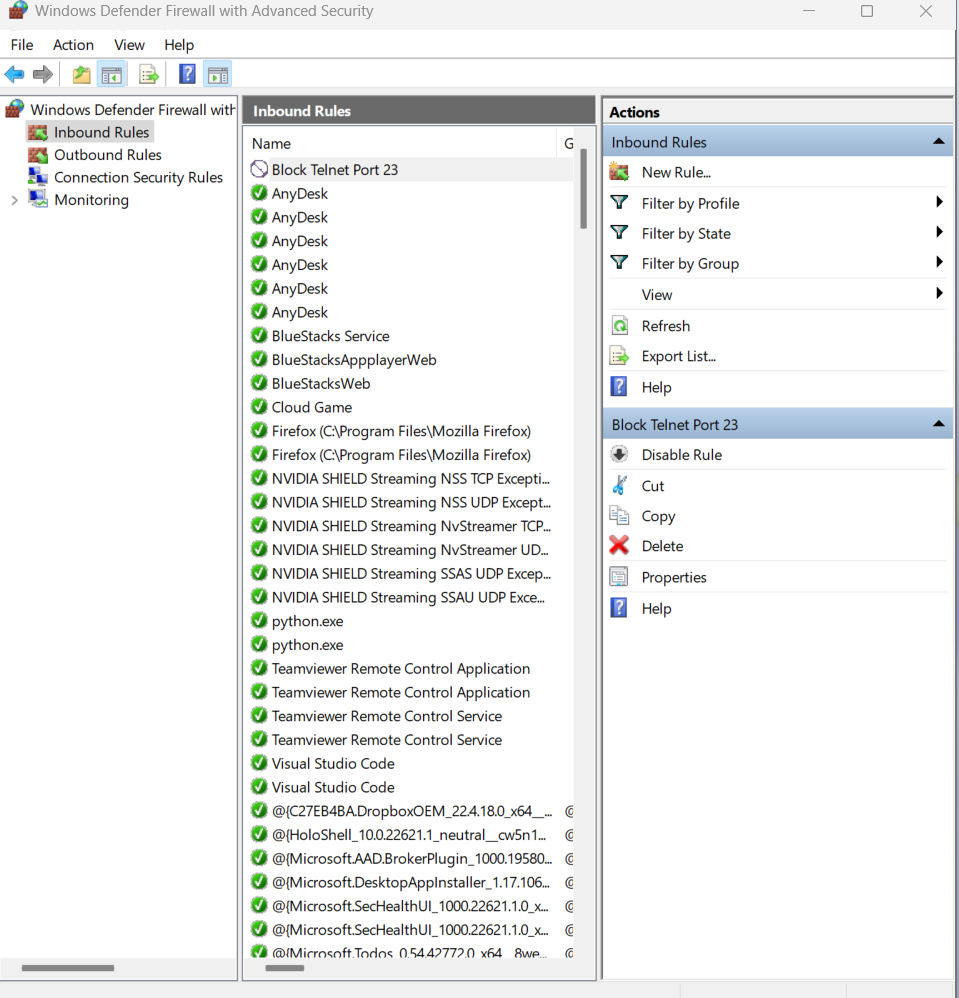 Windows Defender Firewall with Advanced Security
File Action View Help
Windows Defender Firewall with
Inbound Rules
Outbound Rules
Connection Security Rules
Monitoring
Inbound Rules
Name G
Block Telnet Port 23
AnyDesk
AnyDesk
AnyDesk
AnyDesk
AnyDesk
AnyDesk
BlueStacks Service
BlueStacksAppplayerWeb
BlueStacksWeb
Cloud Game
Firefox (C:\Program Files\Mozilla Firefox)
Firefox (C:\Program Files\Mozilla Firefox)
NVIDIA SHIELD Streaming NSS TCP Excepti...
NVIDIA SHIELD Streaming NSS UDP Except...
NVIDIA SHIELD Streaming NvStreamer TCP...
NVIDIA SHIELD Streaming NvStreamer UD...
NVIDIA SHIELD Streaming SSAS UDP Excep...
NVIDIA SHIELD Streaming SSAU UDP Exce...
python.exe
python.exe
Teamviewer Remote Control Application
Teamviewer Remote Control Application
Teamviewer Remote Control Service
Teamviewer Remote Control Service
Visual Studio Code
Visual Studio Code
@{C27EB4BA.DropboxOEM_22.4.18.0_x64__... @
@{HoloShell_10.0.22621.1_neutral__cw5n1... @
@{Microsoft.AAD.BrokerPlugin_1000.19580... @
@{Microsoft.DesktopAppInstaller_1.17.106... @
@{Microsoft.SecHealthUI_1000.22621.1.0_x... @
@{Microsoft.SecHealthUI_1000.22621.1.0_x... @
@{Microsoft.Todos_0.54.42772.0_x64__8we... @
Actions
Inbound Rules
New Rule...
Filter by Profile
Filter by State
Filter by Group
View
Refresh
Export List...
Help
Block Telnet Port 23
Disable Rule
Cut
Copy
Delete
Properties
Help